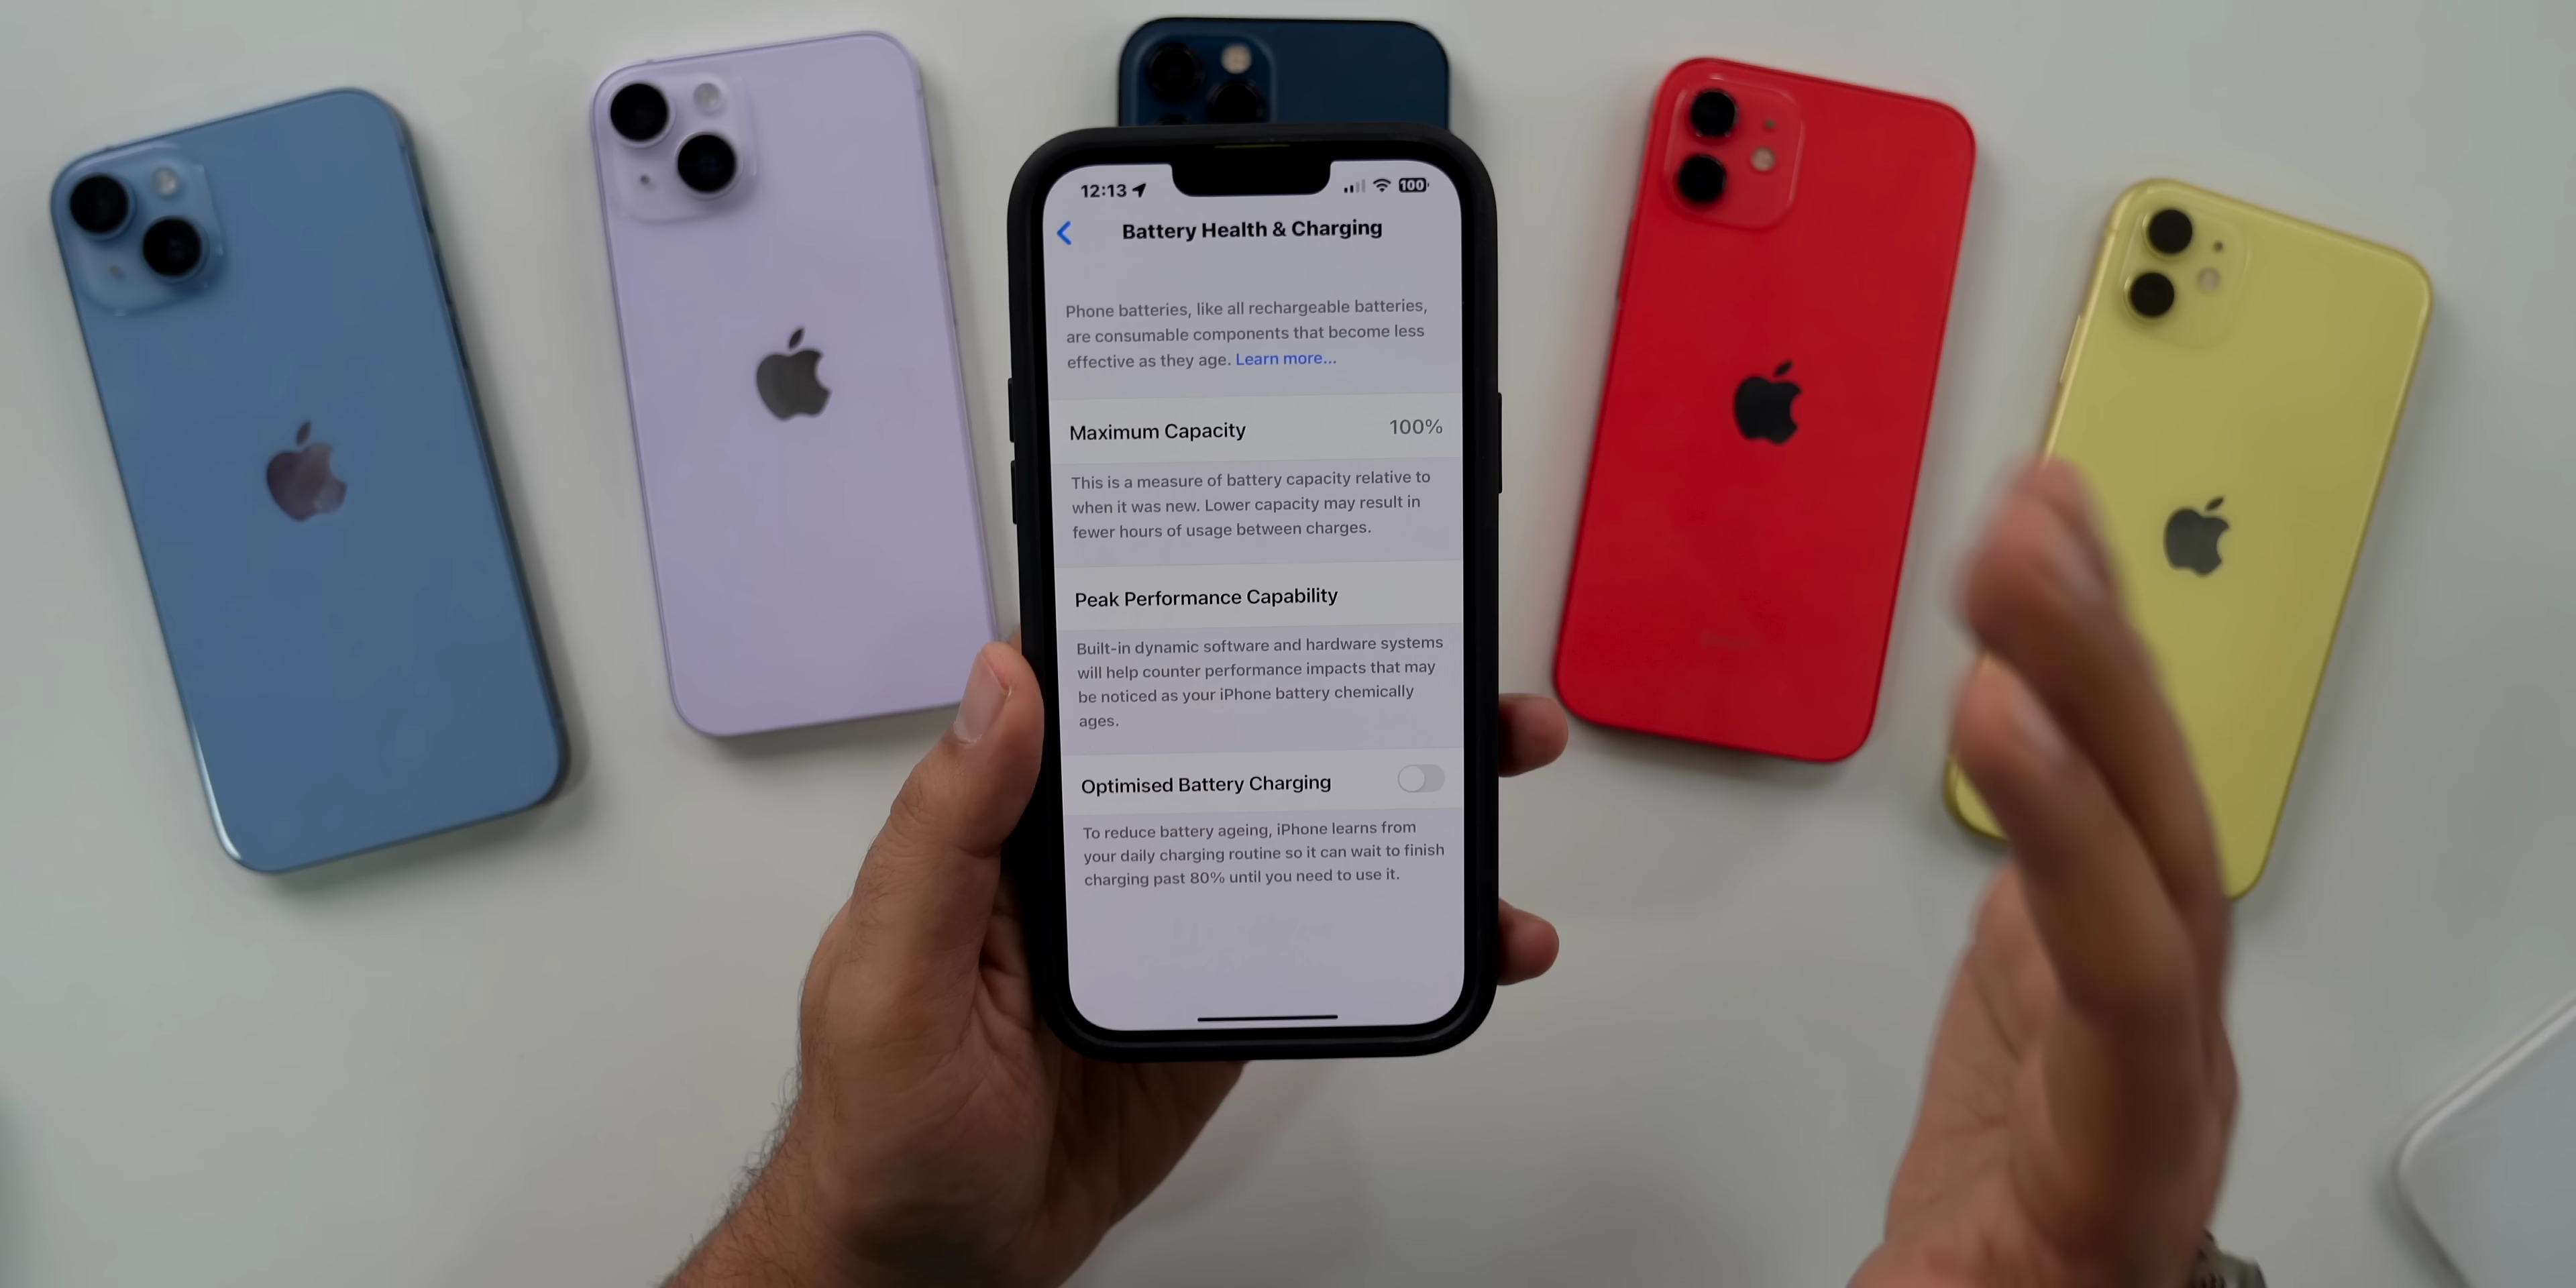 12:13
100
Battery Health & Charging
Phone batteries, like all rechargeable batteries,
are consumable components that become less
effective as they age. Learn more...
Maximum Capacity 100%
This is a measure of battery capacity relative to
when it was new. Lower capacity may result in
fewer hours of usage between charges.
Peak Performance Capability
Built-in dynamic software and hardware systems
will help counter performance impacts that may
be noticed as your iPhone battery chemically
ages.
Optimised Battery Charging
To reduce battery ageing, iPhone learns from
your daily charging routine so it can wait to finish
charging past 80% until you need to use it.